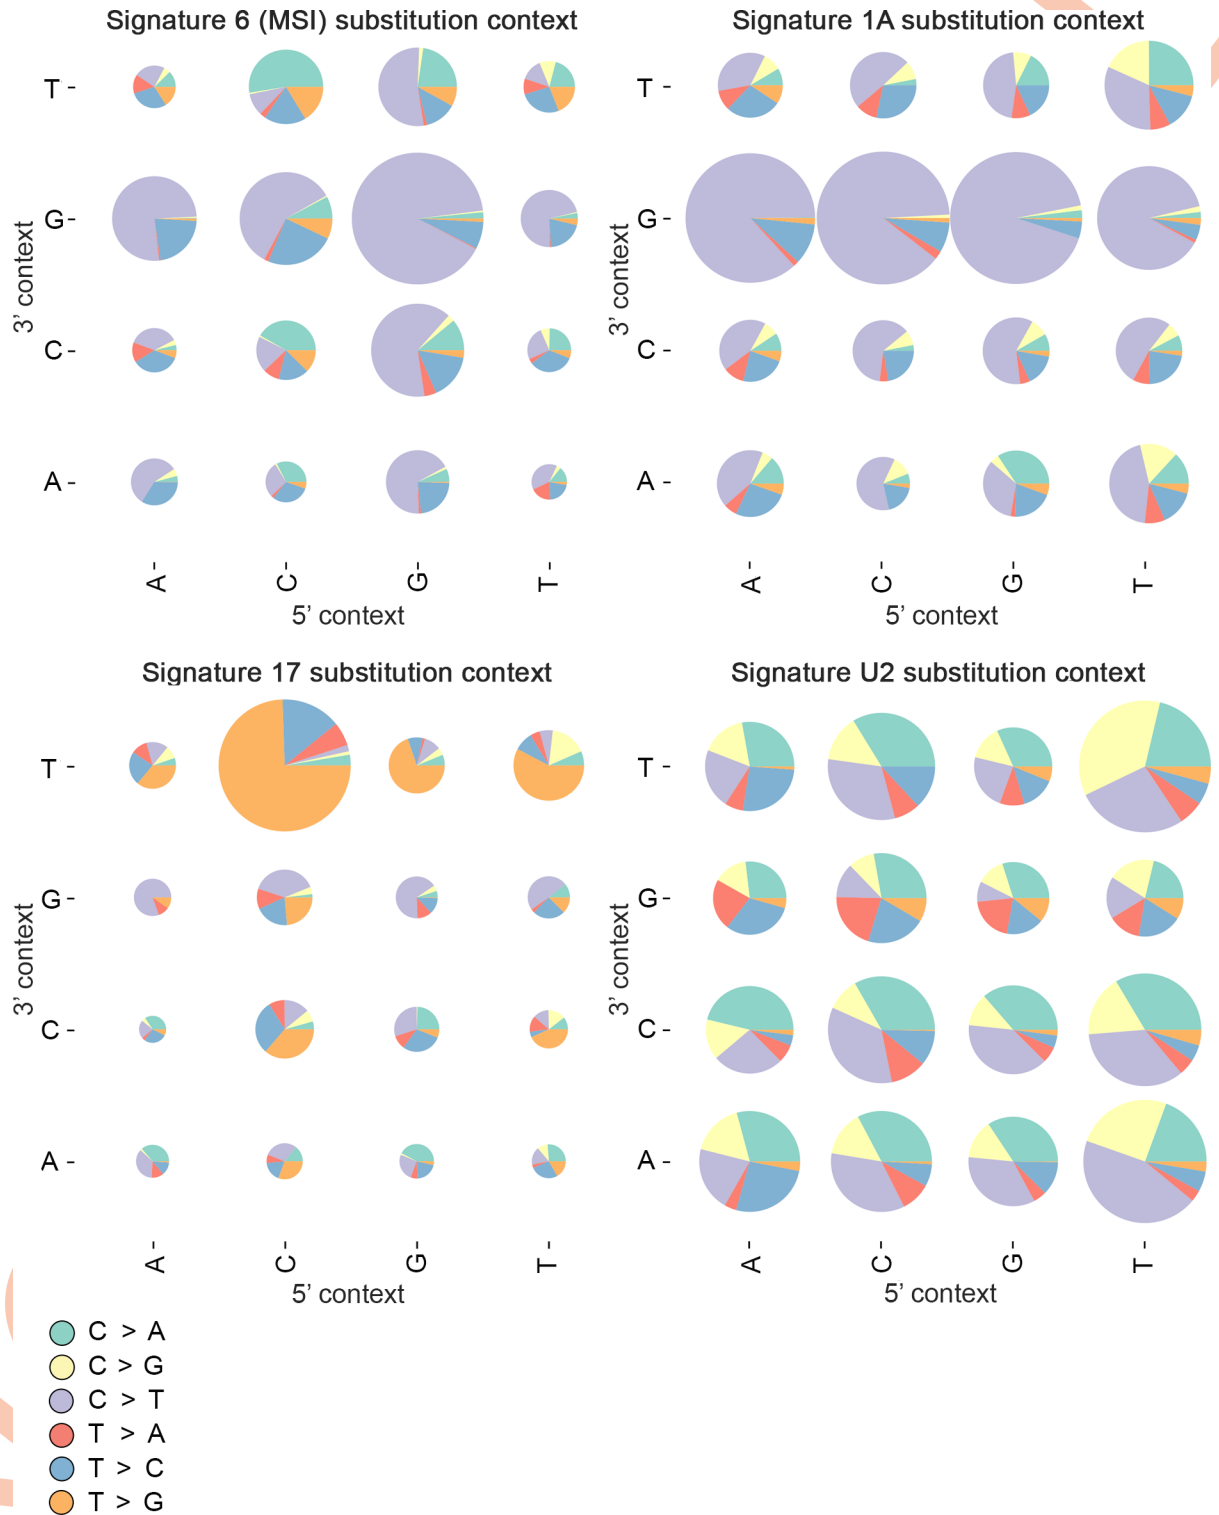 Signature 6 (MSI) substitution context
T
G
C
A
3’ context
A
C
G
T
5’ context
Signature 1A substitution context
T
G
C
A
3’ context
A
C
G
T
5’ context
Signature 17 substitution context
T
G
C
A
3’ context
A
C
G
T
5’ context
Signature U2 substitution context
T
G
C
A
3’ context
A
C
G
T
5’ context
C > A
C > G
C > T
T > A
T > C
T > G